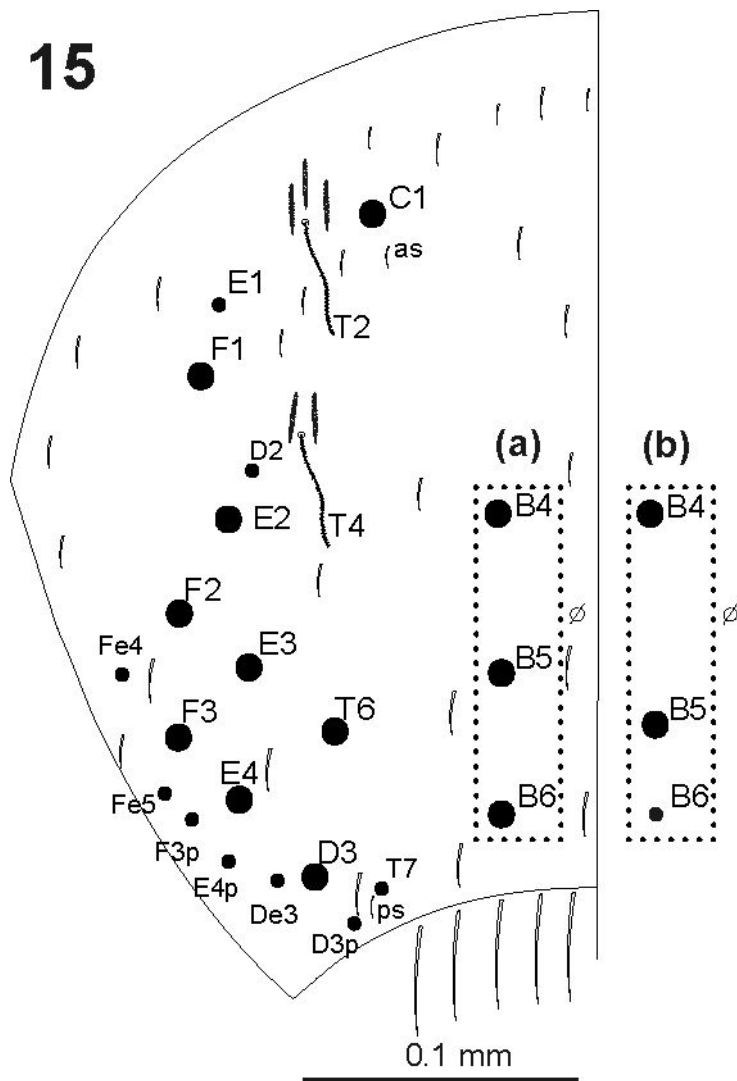 15
C1
as
E1
T2
F1
(a) (b)
D2
B4 B4
E2 T4
F2
ø ø
Fe4 E3 B5
F3 T6 B5
E4
Fe5 B6 B6
F3p
E4p De3 D3 T7
ps
D3p
0.1 mm